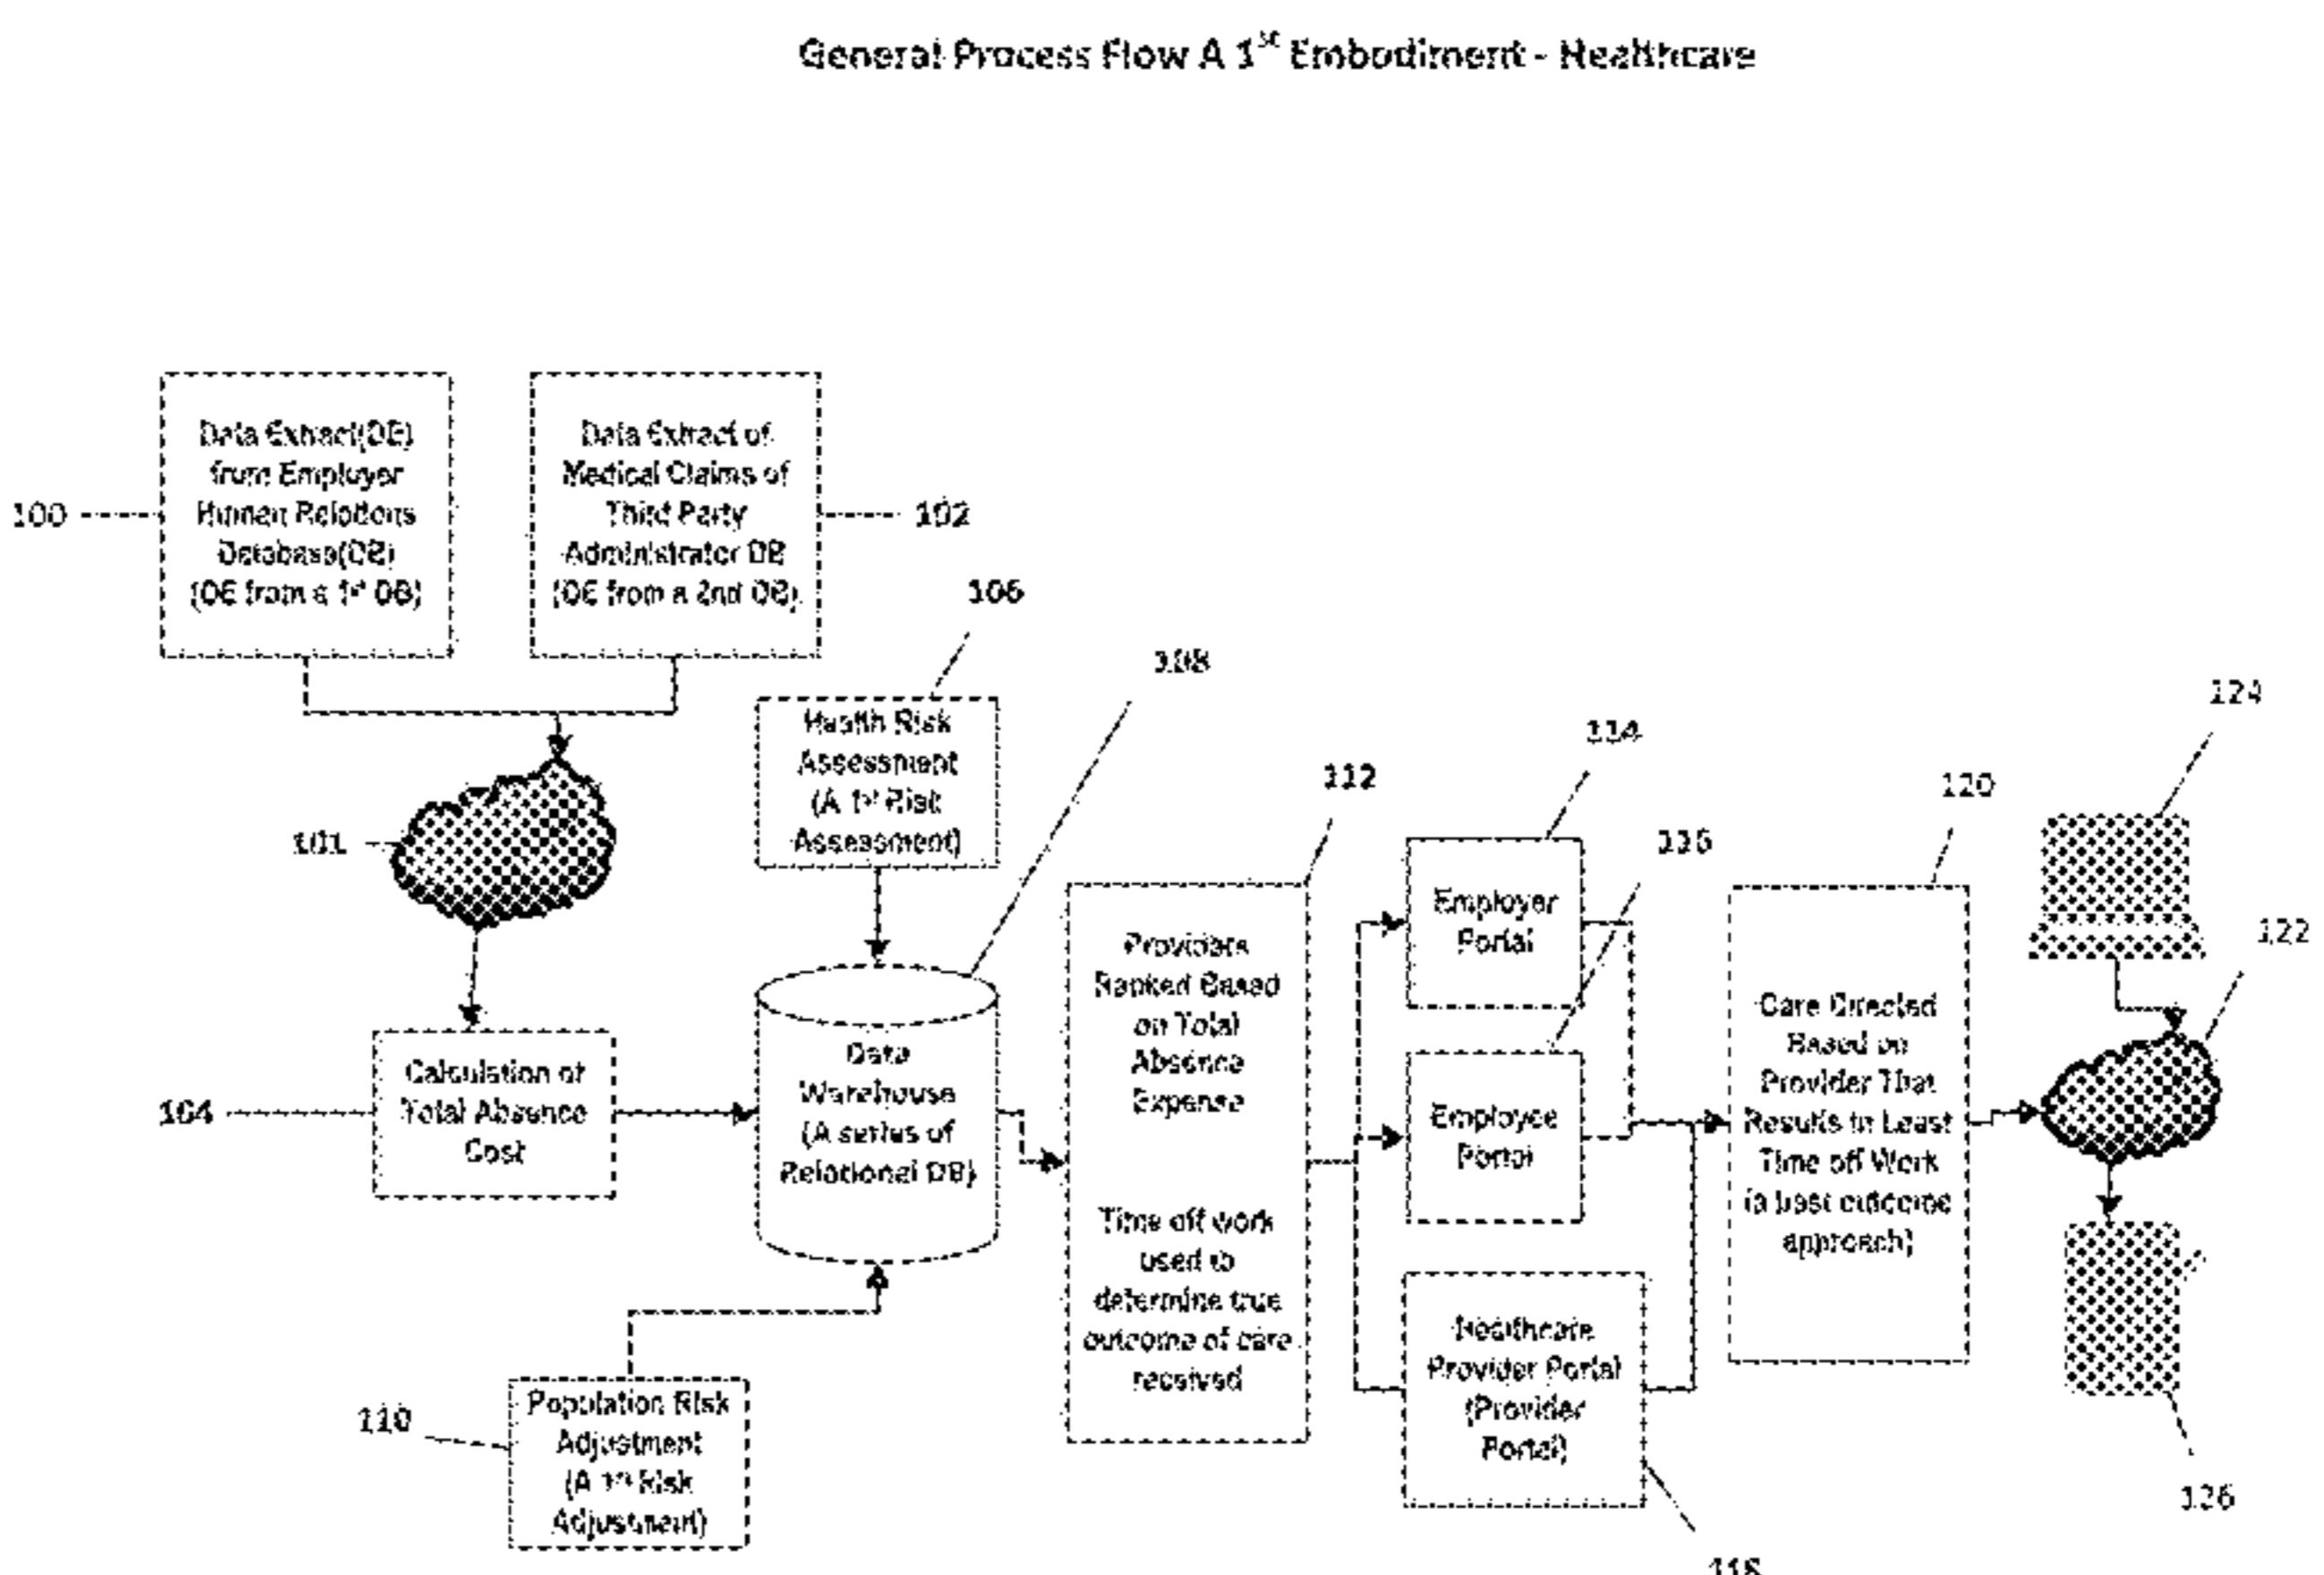 General Process Flow A 1st Embodiment - Healthcare
Data Extract(DE)
from Employer
Human Relations
Database(DB)
(DE from a 1st DB)
100
Data Extract of
Medical Claims of
Third Party
Administrator DB
(DE from a 2nd DB)
102
106
108
Health Risk
Assessment
(A 1st Risk
Assessment)
101
Calculation of
Total Absence
Cost
104
Data
Warehouse
(A series of
Relational DB)
110
Population Risk
Adjustment
(A 1st Risk
Adjustment)
112
Providers
Ranked Based
on Total
Absence
Expense
Time off work
used to
determine true
outcome of care
received
114
Employer
Portal
116
Employee
Portal
Healthcare
Provider Portal
(Provider
Portal)
118
120
Care Directed
Based on
Provider That
Results in Least
Time off Work
(a best outcome
approach)
124
122
126